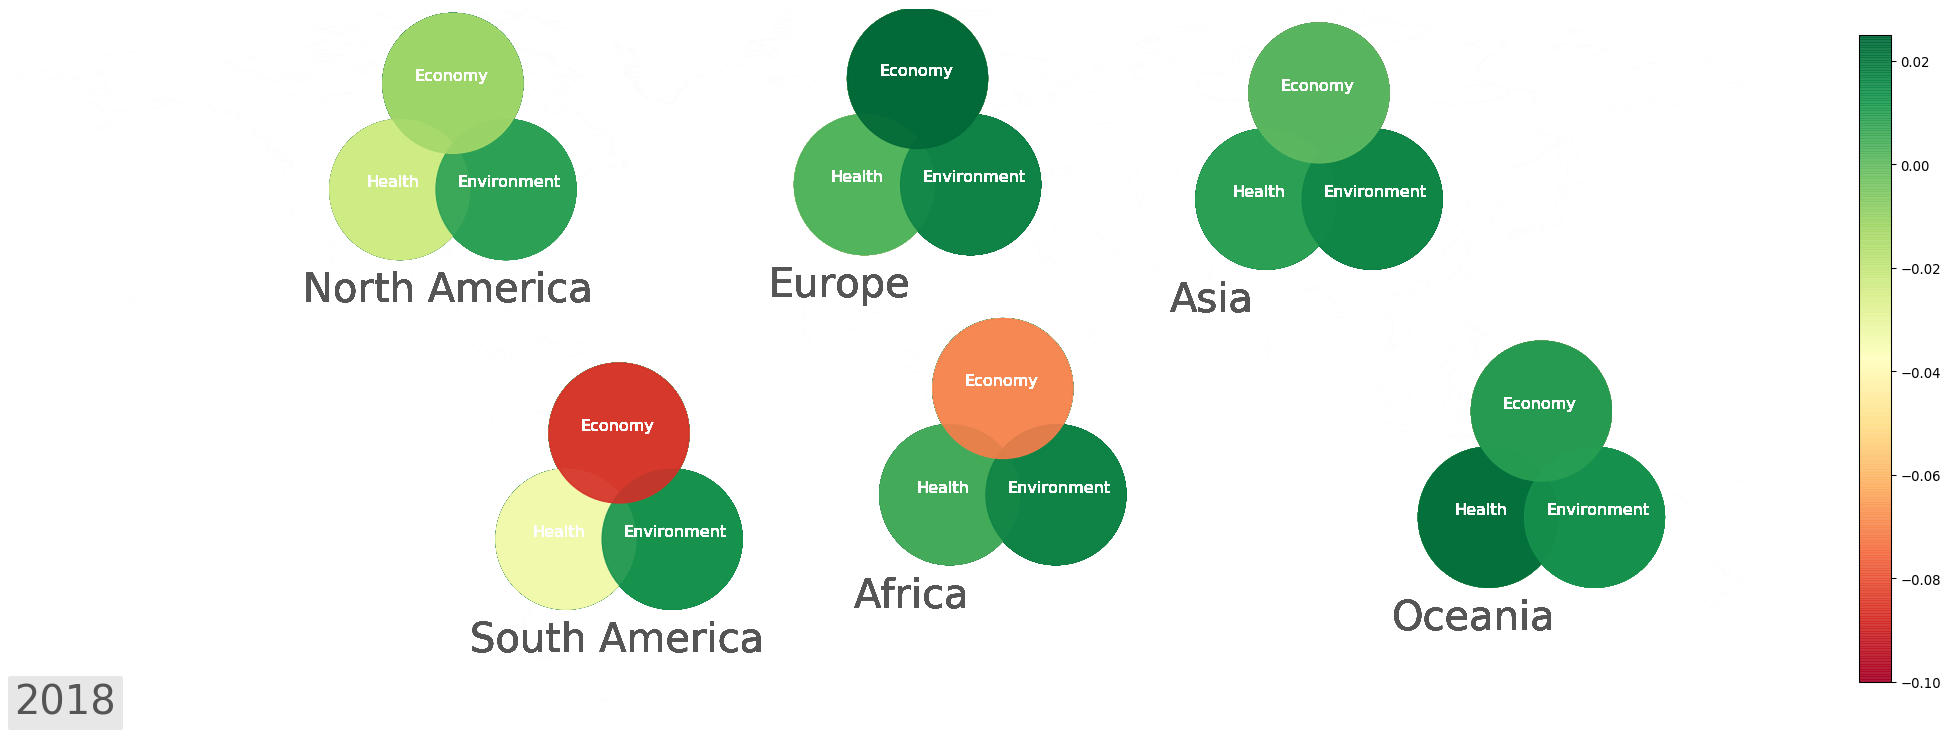 Economy
Health
Environment
North America
Economy
Health
Environment
Europe
Economy
Health
Environment
Asia
Economy
Health
Environment
South America
Economy
Health
Environment
Africa
Economy
Health
Environment
Oceania
2018
0.02
0.00
−0.02
−0.04
−0.06
−0.08
−0.10